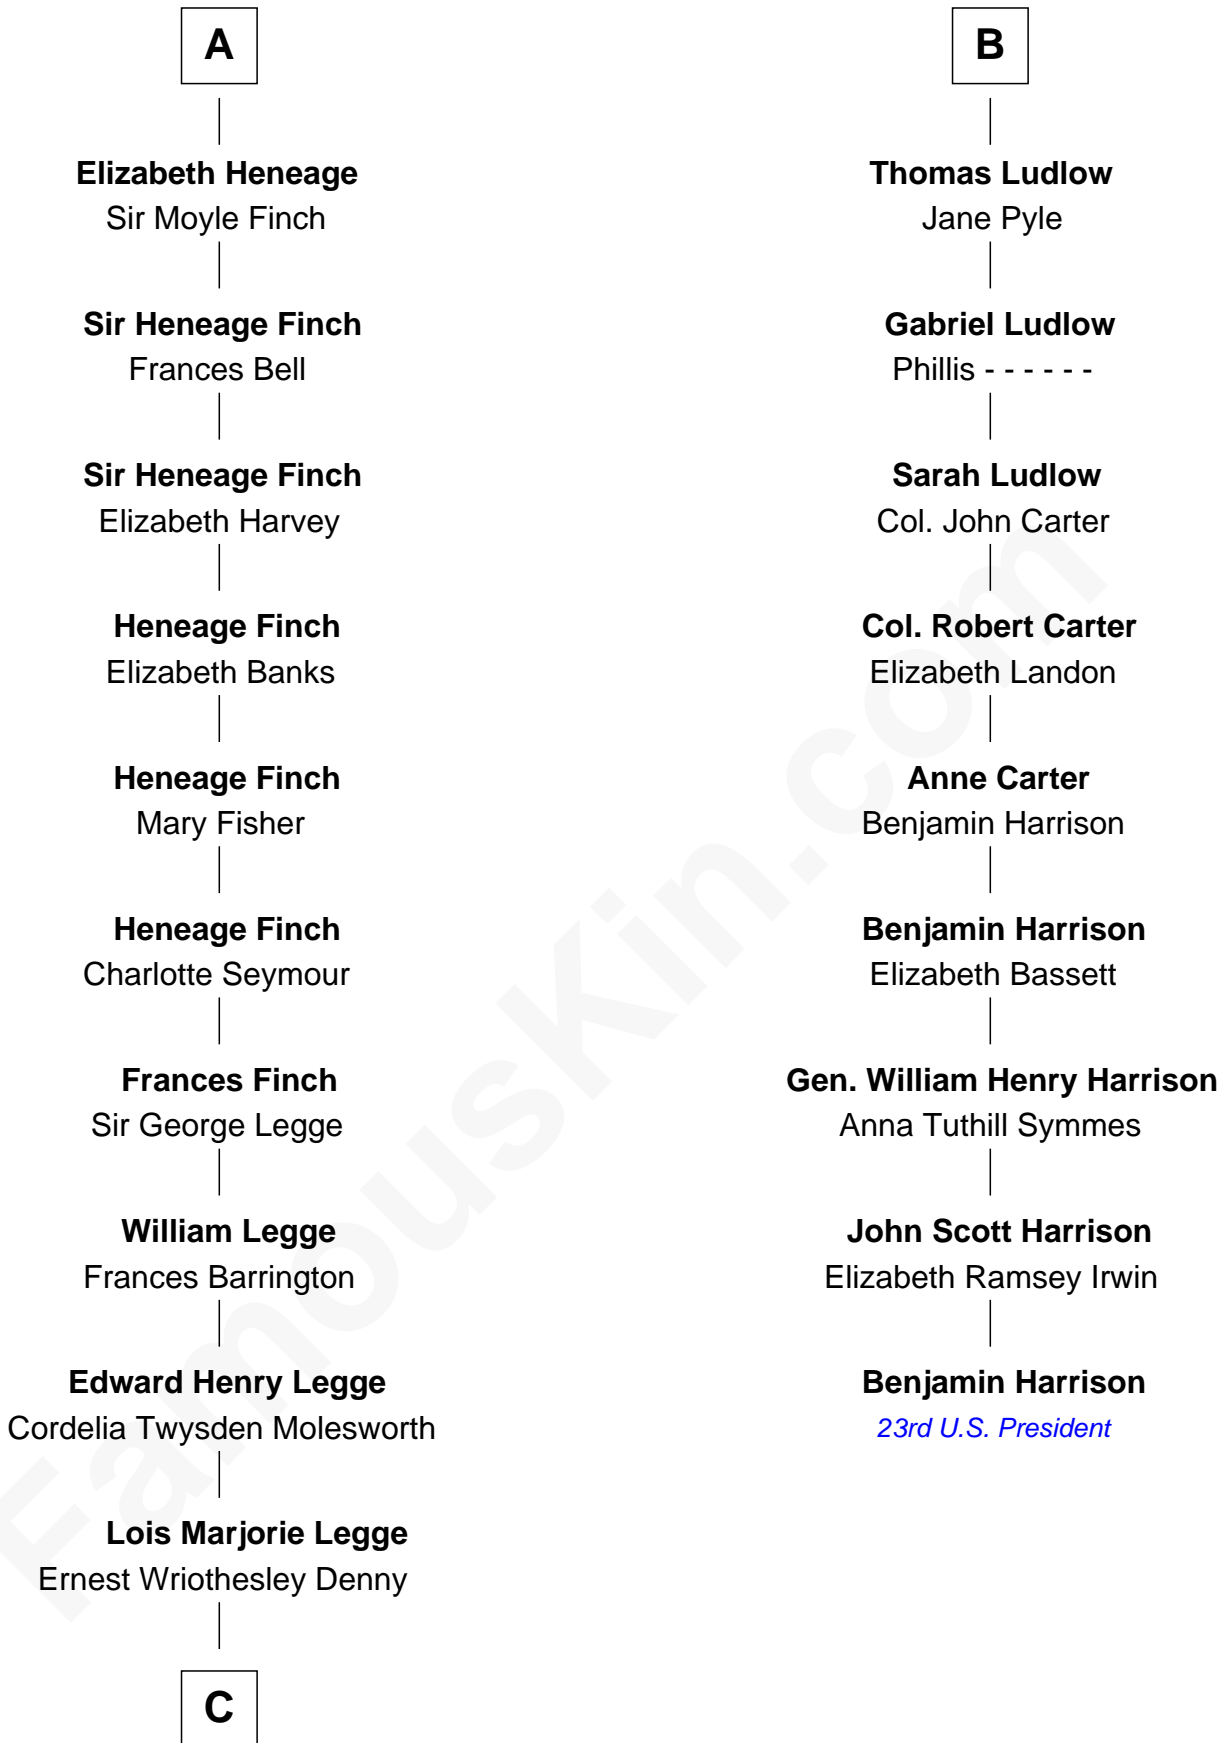 A
Elizabeth Heneage
Sir Moyle Finch
Sir Heneage Finch
Frances Bell
Sir Heneage Finch
Elizabeth Harvey
Heneage Finch
Elizabeth Banks
Heneage Finch
Mary Fisher
Heneage Finch
Charlotte Seymour
Frances Finch
Sir George Legge
William Legge
Frances Barrington
Edward Henry Legge
Cordelia Twysden Molesworth
Lois Marjorie Legge
Ernest Wriothesley Denny
C
B
Thomas Ludlow
Jane Pyle
Gabriel Ludlow
Phillis - - - - - -
Sarah Ludlow
Col. John Carter
Col. Robert Carter
Elizabeth Landon
Anne Carter
Benjamin Harrison
Benjamin Harrison
Elizabeth Bassett
Gen. William Henry Harrison
Anna Tuthill Symmes
John Scott Harrison
Elizabeth Ramsey Irwin
Benjamin Harrison
23rd U.S. President
FamousKin.com